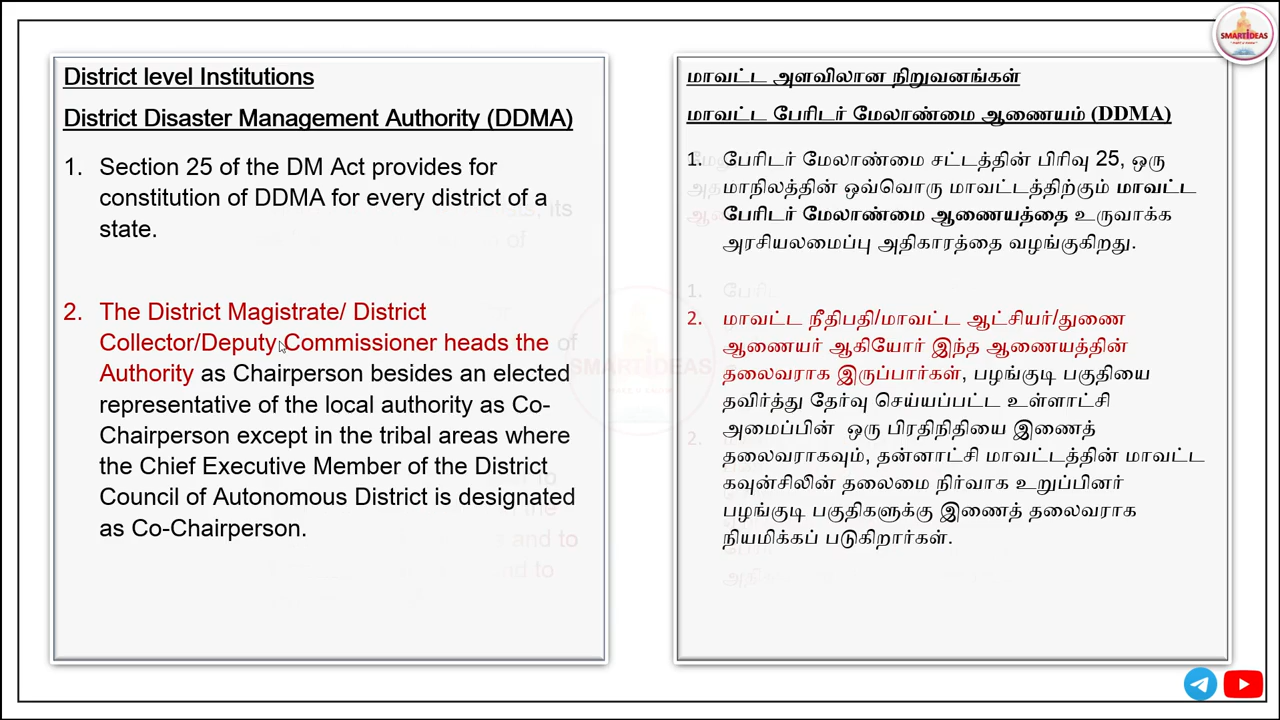 SMARTIDEAS
District level Institutions
District Disaster Management Authority (DDMA)
1. Section 25 of the DM Act provides for
constitution of DDMA for every district of a
state.
2. The District Magistrate/ District
Collector/Deputy Commissioner heads the
Authority as Chairperson besides an elected
representative of the local authority as Co-
Chairperson except in the tribal areas where
the Chief Executive Member of the District
Council of Autonomous District is designated
as Co-Chairperson.
மாவட்ட அளவிலான நிறுவனங்கள்
மாவட்ட பேரிடர் மேலாண்மை ஆணையம் (DDMA)
1. பேரிடர் மேலாண்மை சட்டத்தின் பிரிவு 25, ஒரு
மாநிலத்தின் ஒவ்வொரு மாவட்டத்திற்கும் மாவட்ட
பேரிடர் மேலாண்மை ஆணையத்தை உருவாக்க
அரசியலமைப்பு அதிகாரத்தை வழங்குகிறது.
2. மாவட்ட நீதிபதி/மாவட்ட ஆட்சியர்/துணை
ஆணையர் ஆகியோர் இந்த ஆணையத்தின்
தலைவராக இருப்பார்கள், பழங்குடி பகுதியை
தவிர்த்து தேர்வு செய்யப்பட்ட உள்ளாட்சி
அமைப்பின் ஒரு பிரதிநிதியை இணைத்
தலைவராகவும், தன்னாட்சி மாவட்டத்தின் மாவட்ட
கவுன்சிலின் தலைமை நிர்வாக உறுப்பினர்
பழங்குடி பகுதிகளுக்கு இணைத் தலைவராக
நியமிக்கப் படுகிறார்கள்.
SMARTIDEAS